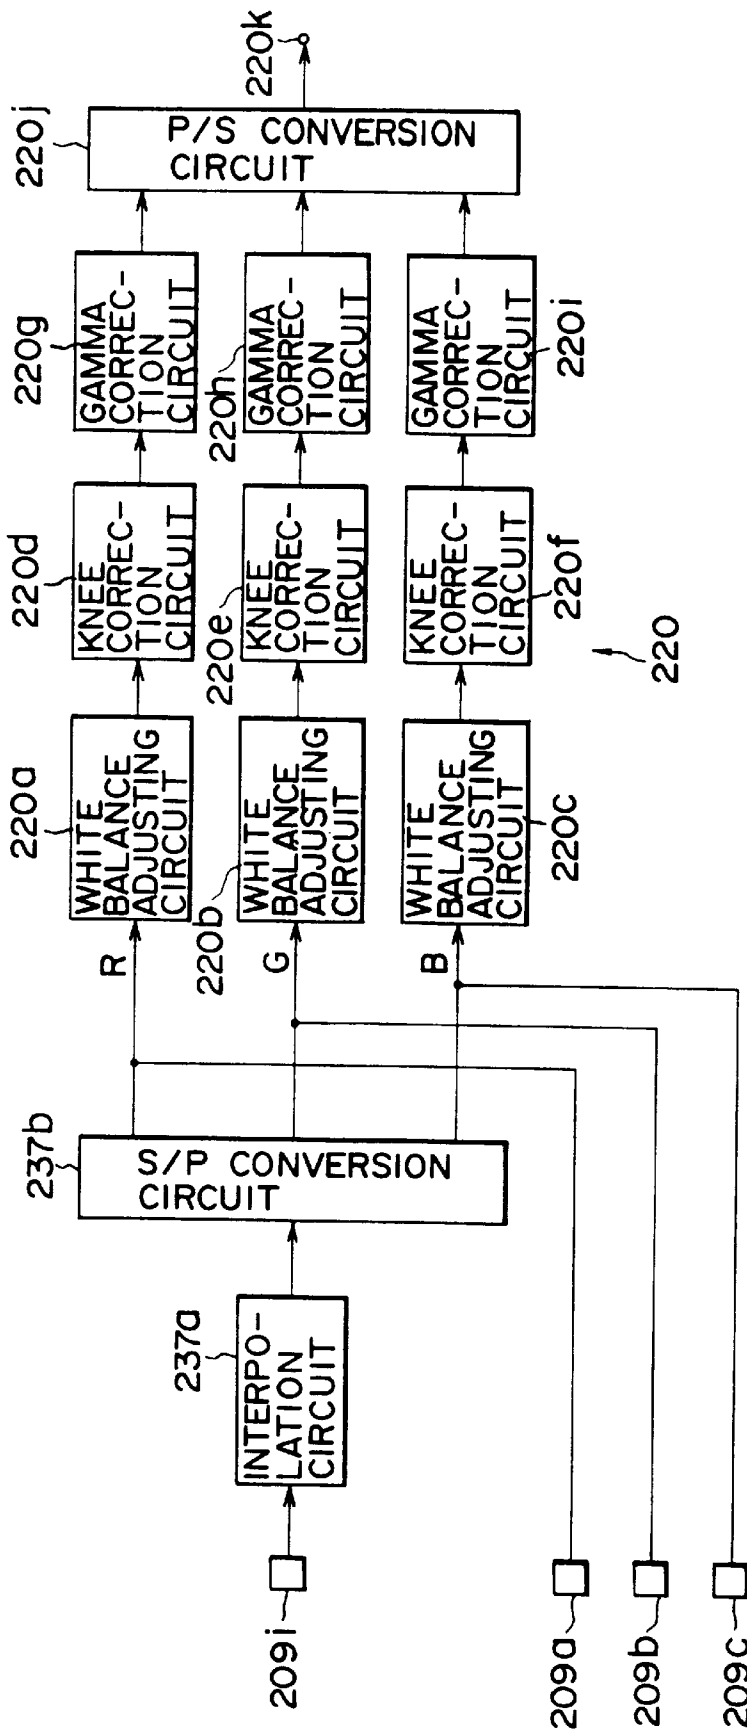 209i
237a
INTERPO-
LATION
CIRCUIT
237b
S/P CONVERSION
CIRCUIT
R
220a
WHITE
BALANCE
ADJUSTING
CIRCUIT
220d
KNEE
CORREC-
TION
CIRCUIT
220g
GAMMA
CORREC-
TION
CIRCUIT
G
220b
WHITE
BALANCE
ADJUSTING
CIRCUIT
220e
KNEE
CORREC-
TION
CIRCUIT
220h
GAMMA
CORREC-
TION
CIRCUIT
B
WHITE
BALANCE
ADJUSTING
CIRCUIT
220c
KNEE
CORREC-
TION
CIRCUIT
220f
GAMMA
CORREC-
TION
CIRCUIT
220i
220j
P/S CONVERSION
CIRCUIT
220k
220
209a
209b
209c